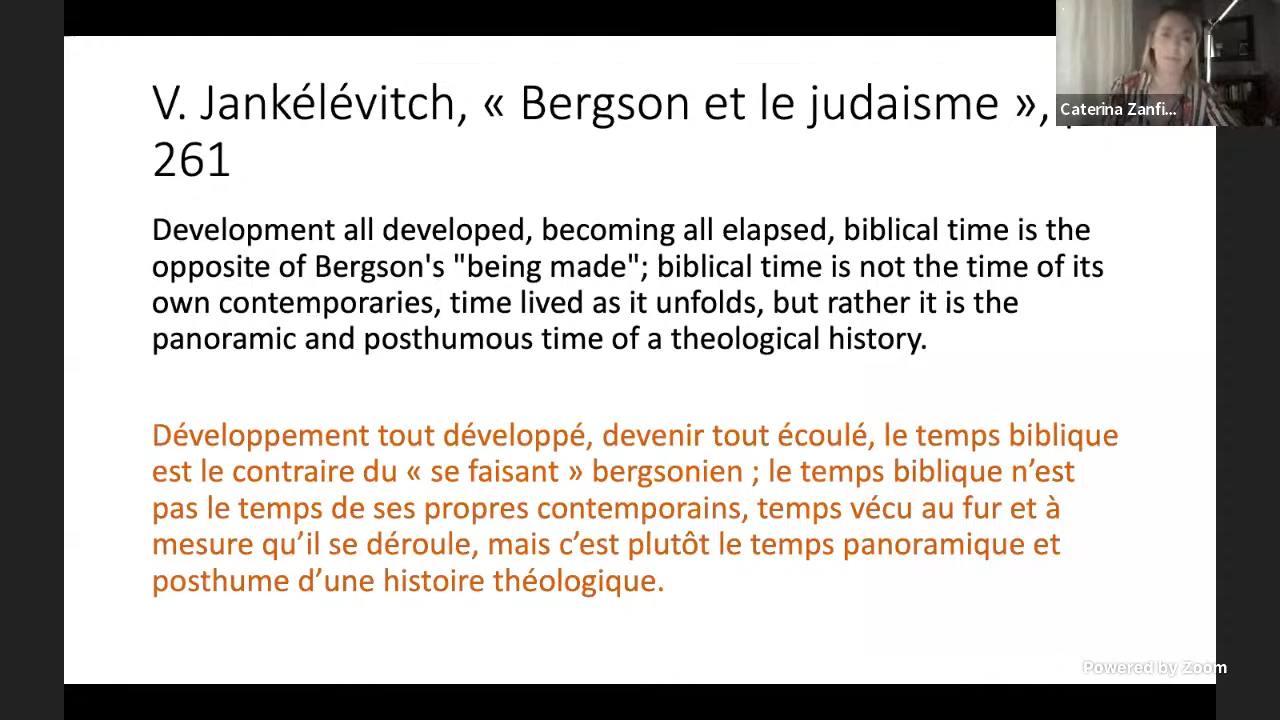 V. Jankélévitch, « Bergson et le judaisme »,
261
Caterina Zanfi...
Development all developed, becoming all elapsed, biblical time is the
opposite of Bergson's "being made"; biblical time is not the time of its
own contemporaries, time lived as it unfolds, but rather it is the
panoramic and posthumous time of a theological history.
Développement tout développé, devenir tout écoulé, le temps biblique
est le contraire du « se faisant » bergsonien ; le temps biblique n’est
pas le temps de ses propres contemporains, temps vécu au fur et à
mesure qu’il se déroule, mais c’est plutôt le temps panoramique et
posthume d’une histoire théologique.
Powered by Zoom